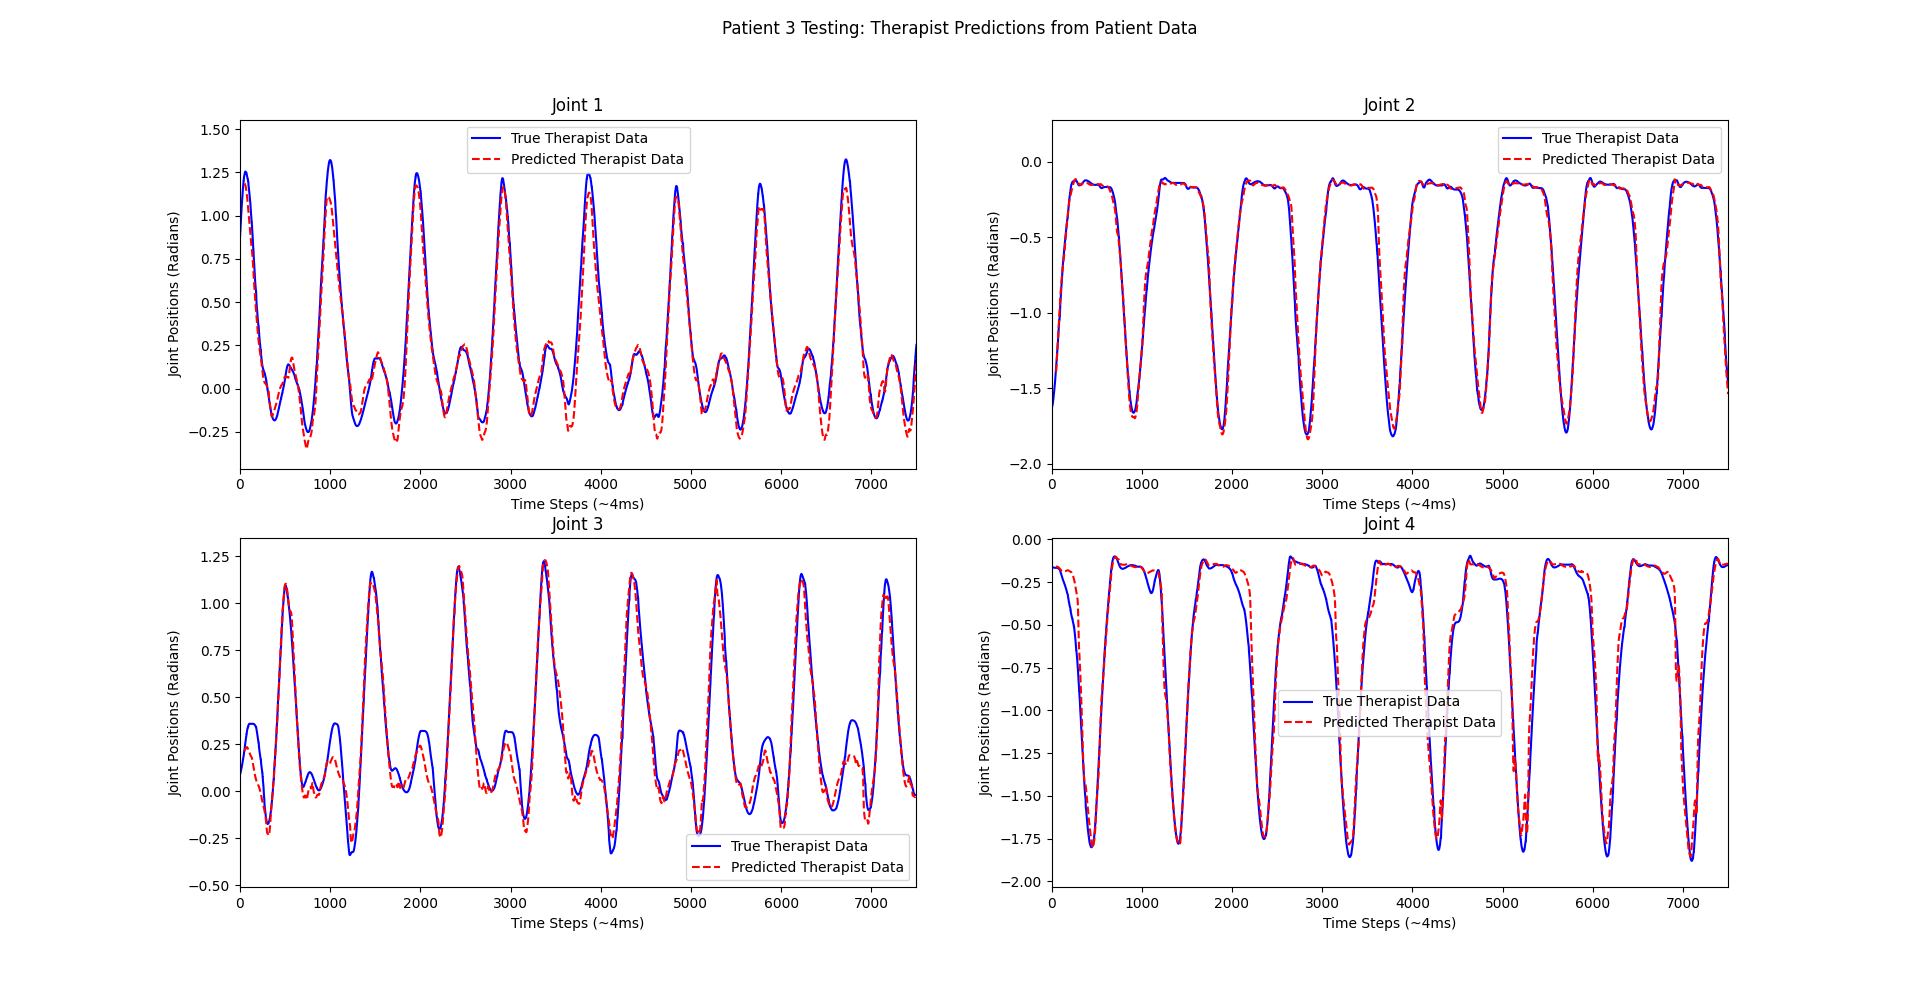 Patient 3 Testing: Therapist Predictions from Patient Data
Joint 1
True Therapist Data
Predicted Therapist Data
Joint Positions (Radians)
1.50
1.25
1.00
0.75
0.50
0.25
0.00
−0.25
0 1000 2000 3000 4000 5000 6000 7000
Time Steps (~4ms)
Joint 2
True Therapist Data
Predicted Therapist Data
Joint Positions (Radians)
0.0
−0.5
−1.0
−1.5
−2.0
0 1000 2000 3000 4000 5000 6000 7000
Time Steps (~4ms)
Joint 3
True Therapist Data
Predicted Therapist Data
Joint Positions (Radians)
1.25
1.00
0.75
0.50
0.25
0.00
−0.25
−0.50
0 1000 2000 3000 4000 5000 6000 7000
Time Steps (~4ms)
Joint 4
True Therapist Data
Predicted Therapist Data
Joint Positions (Radians)
0.00
−0.25
−0.50
−0.75
−1.00
−1.25
−1.50
−1.75
−2.00
0 1000 2000 3000 4000 5000 6000 7000
Time Steps (~4ms)